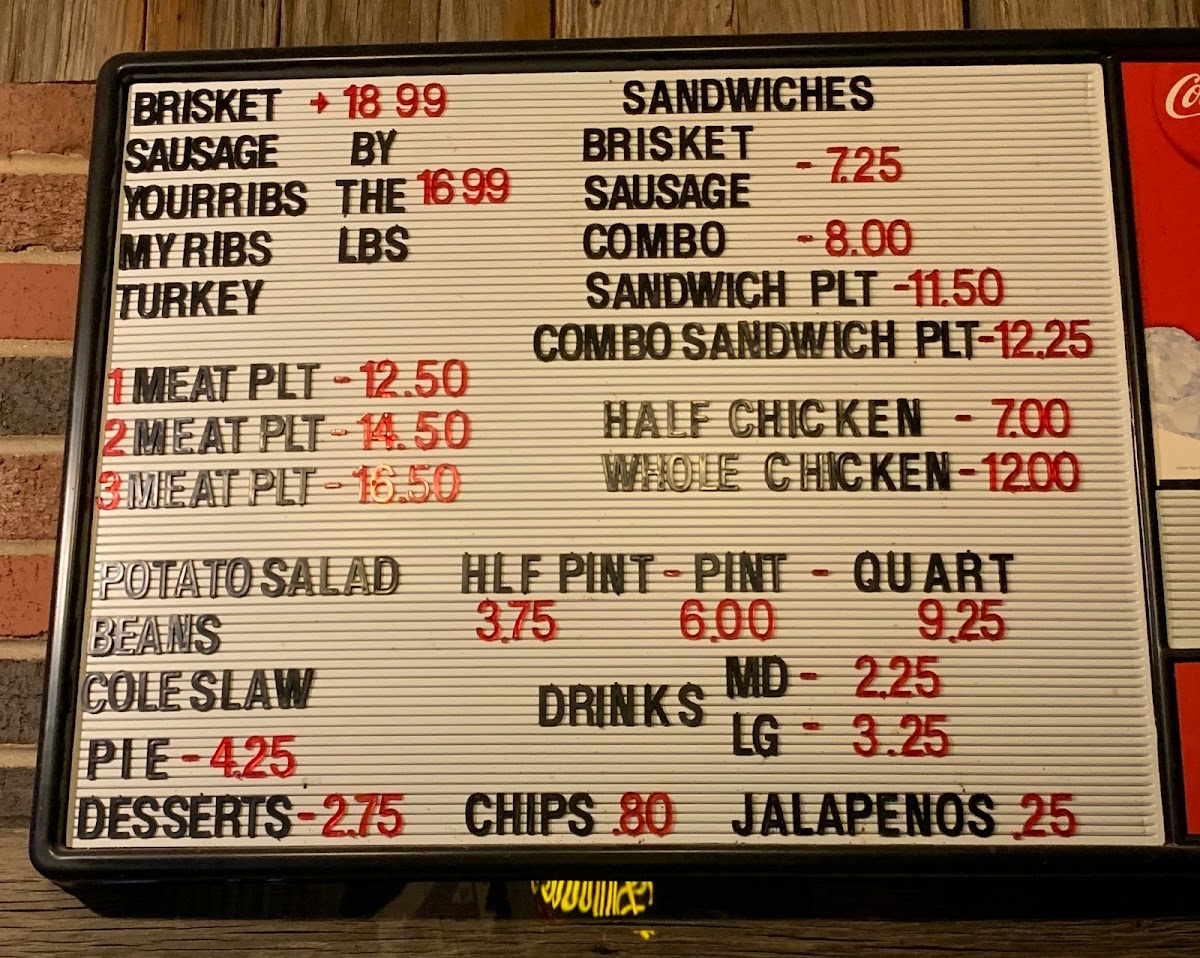 BRISKET → 18 99
SAUSAGE BY
YOURRIBS THE 16 99
MY RIBS LBS
TURKEY
1 MEAT PLT - 12.50
2 MEAT PLT - 14.50
3 MEAT PLT - 16.50
SANDWICHES
BRISKET
SAUSAGE - 7.25
COMBO - 8.00
SANDWICH PLT - 11.50
COMBO SANDWICH PLT - 12.25
HALF CHICKEN - 7.00
WHOLE CHICKEN - 12.00
POTATO SALAD HLF PINT - PINT - QUART
BEANS 3.75 6.00 9.25
COLE SLAW
DRINKS MD - 2.25
LG - 3.25
PIE - 4.25
DESSERTS - 2.75 CHIPS .80 JALAPENOS .25